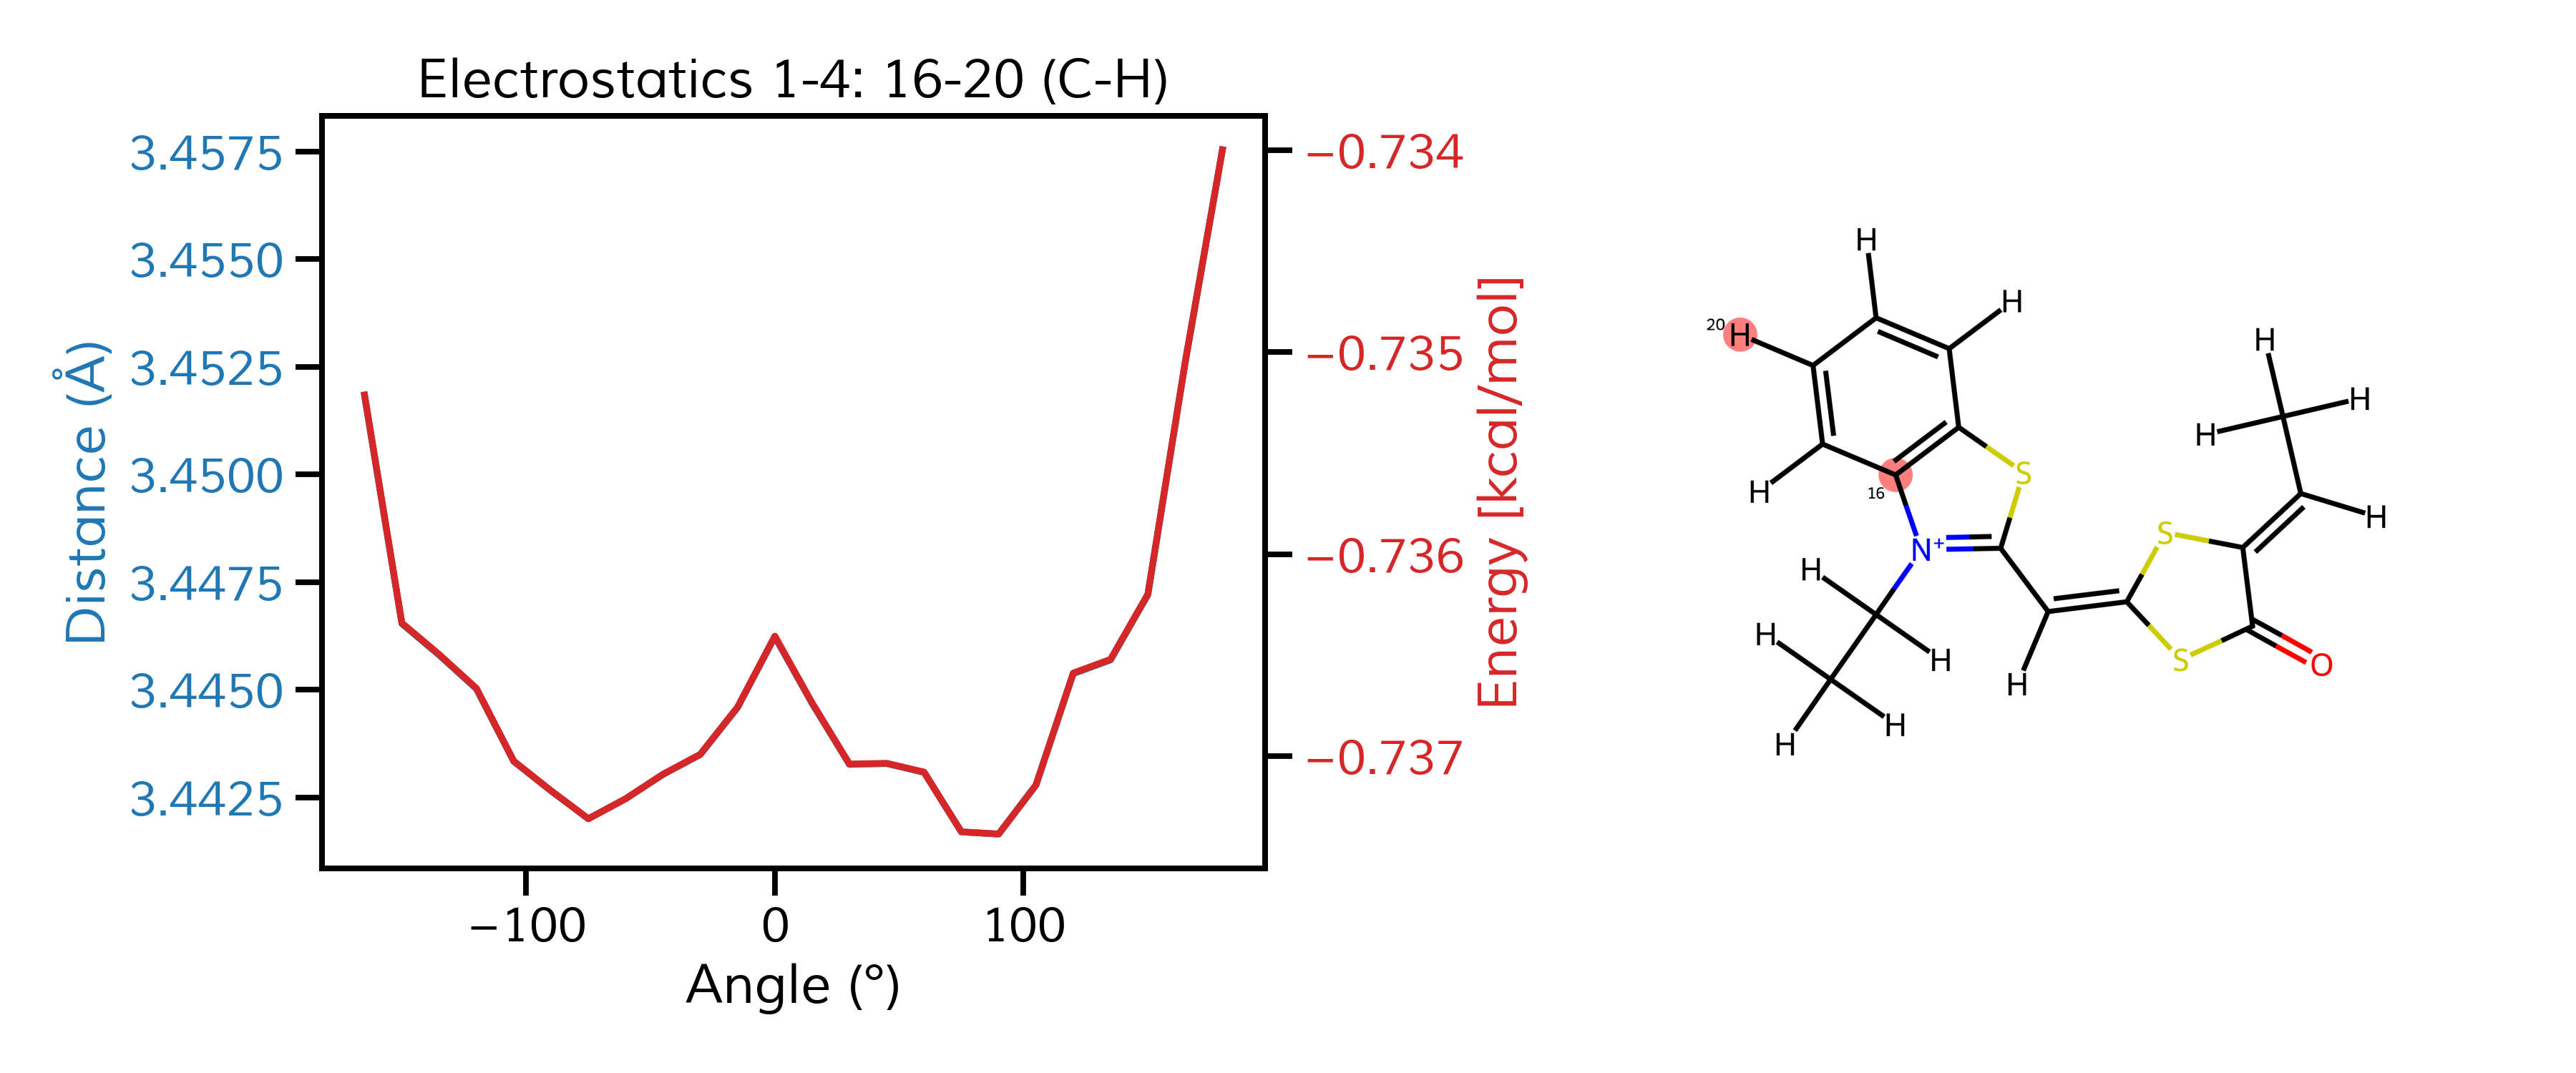 Electrostatics 1-4: 16-20 (C-H)
Distance (Å)
3.4575
3.4550
3.4525
3.4500
3.4475
3.4450
3.4425
−100
0
100
Angle (°)
−0.734
−0.735
−0.736
−0.737
Energy [kcal/mol]
H
H
20
H
H
H
H
H
16
S
N+
S
H
H
H
H
S
O
H
H
H